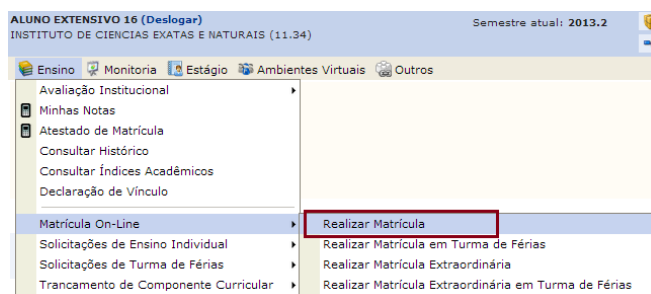 ALUNO EXTENSIVO 16 (Deslogar) Semestre atual: 2013.2
INSTITUTO DE CIENCIAS EXATAS E NATURAIS (11.34)
Ensino Monitoria Estágio Ambientes Virtuais Outros
Avaliação Institucional
Minhas Notas
Atestado de Matrícula
Consultar Histórico
Consultar Índices Acadêmicos
Declaração de Vínculo
Matrícula On-Line Realizar Matrícula
Solicitações de Ensino Individual Realizar Matrícula em Turma de Férias
Solicitações de Turma de Férias Realizar Matrícula Extraordinária
Trancamento de Componente Curricular Realizar Matrícula Extraordinária em Turma de Férias